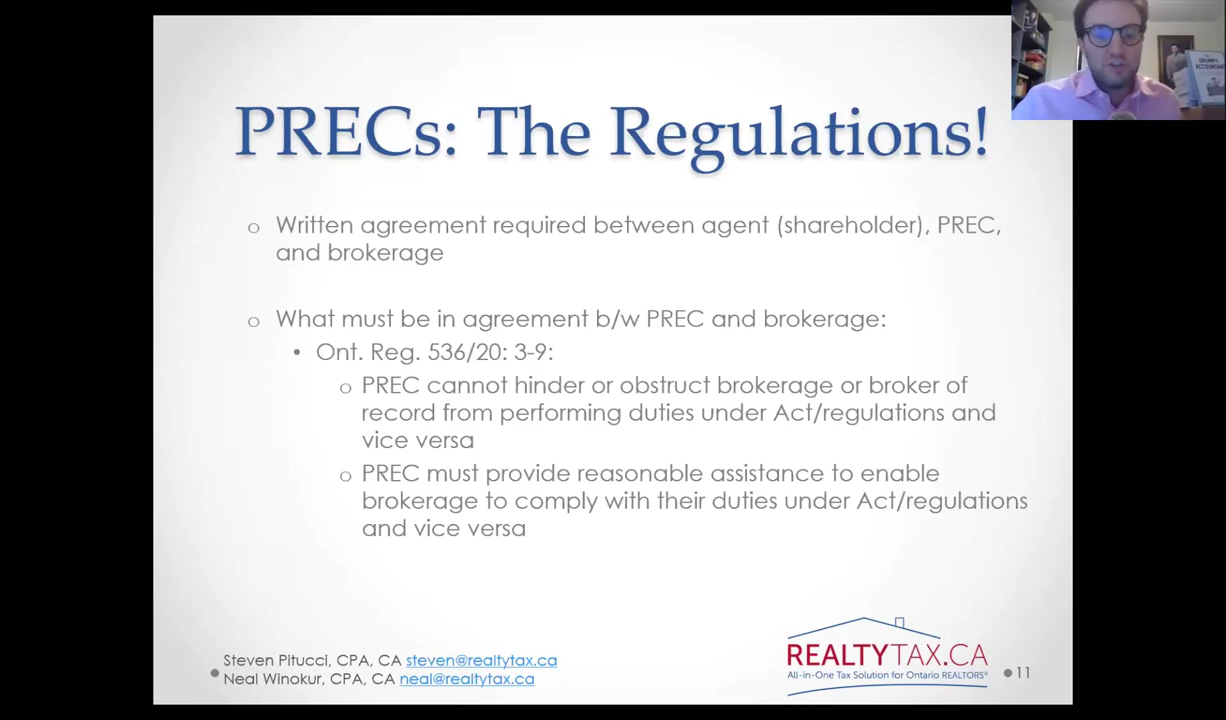 PRECs: The Regulations!
Written agreement required between agent (shareholder), PREC,
and brokerage
What must be in agreement b/w PREC and brokerage:
Ont. Reg. 536/20: 3-9:
PREC cannot hinder or obstruct brokerage or broker of
record from performing duties under Act/regulations and
vice versa
PREC must provide reasonable assistance to enable
brokerage to comply with their duties under Act/regulations
and vice versa
Steven Pitucci, CPA, CA steven@realtytax.ca
Neal Winokur, CPA, CA neal@realtytax.ca
REALTYTAX.CA
All-in-One Tax Solution for Ontario REALTORS®
11
GRUMPY
ACCOUNTANT